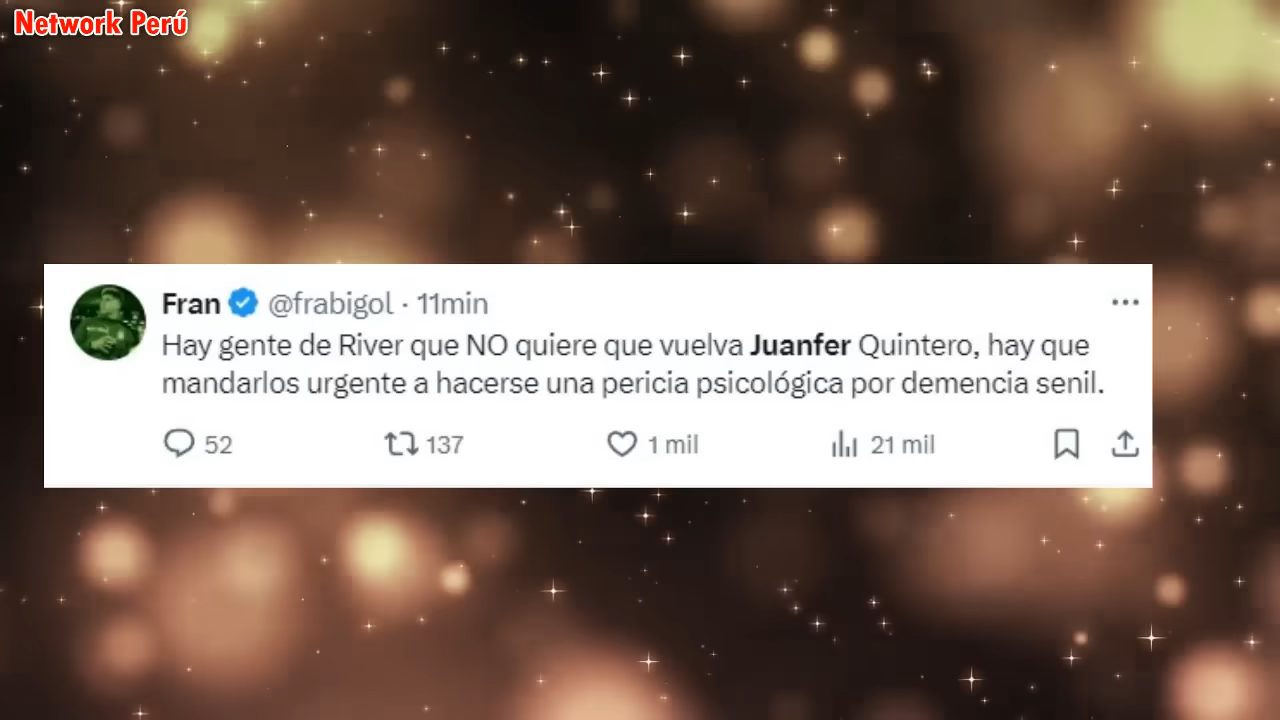 Network Perú
Fran @frabigol · 11min
Hay gente de River que NO quiere que vuelva Juanfer Quintero, hay que
mandarlos urgente a hacerse una pericia psicológica por demencia senil.
52 137 1 mil 21 mil